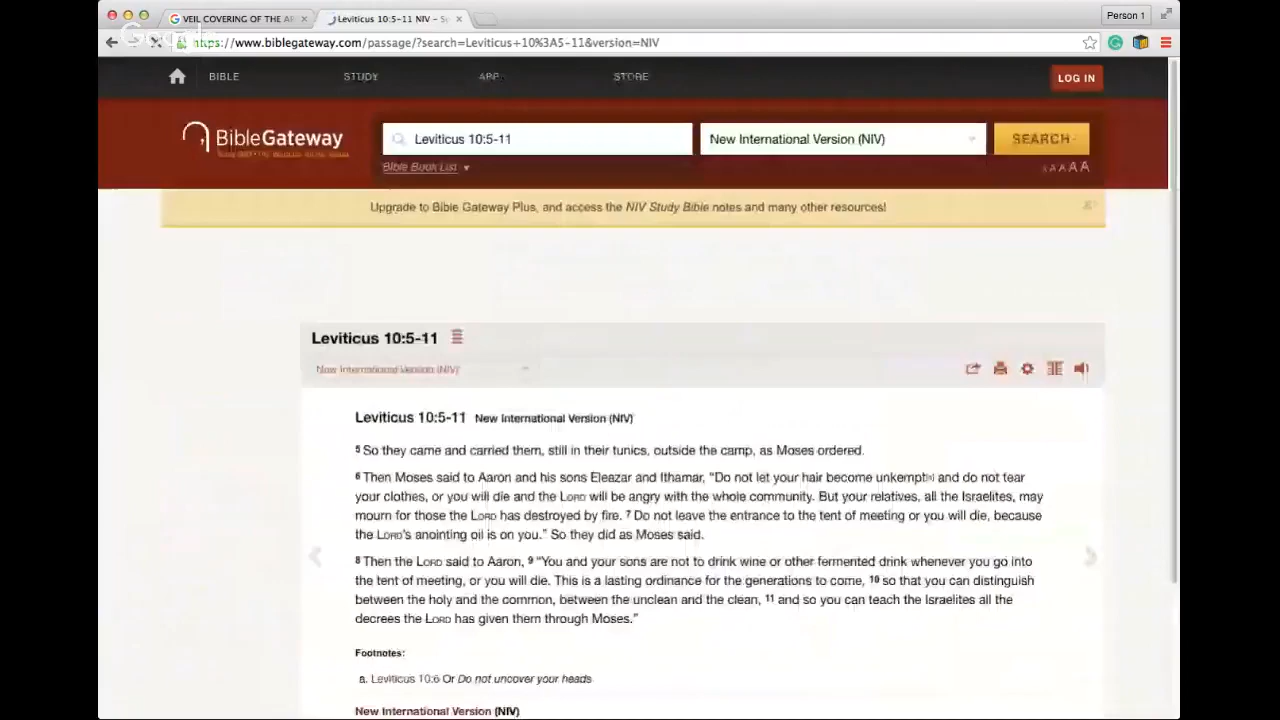 VEIL COVERING OF THE A
Leviticus 10:5-11 NIV – S
Person 1
Google
https://www.biblegateway.com/passage/?search=Leviticus+10%3A5-11&version=NIV
BIBLE STUDY APP STORE LOG IN
BibleGateway Leviticus 10:5-11 New International Version (NIV) SEARCH
Bible Book List AAAA
Upgrade to Bible Gateway Plus, and access the NIV Study Bible notes and many other resources!
Leviticus 10:5-11
New International Version (NIV)
Leviticus 10:5-11 New International Version (NIV)
5 So they came and carried them, still in their tunics, outside the camp, as Moses ordered.
6 Then Moses said to Aaron and his sons Eleazar and Ithamar, “Do not let your hair become unkempt[a] and do not tear
your clothes, or you will die and the LORD will be angry with the whole community. But your relatives, all the Israelites, may
mourn for those the LORD has destroyed by fire. 7 Do not leave the entrance to the tent of meeting or you will die, because
the LORD’s anointing oil is on you.” So they did as Moses said.
8 Then the LORD said to Aaron, 9 “You and your sons are not to drink wine or other fermented drink whenever you go into
the tent of meeting, or you will die. This is a lasting ordinance for the generations to come, 10 so that you can distinguish
between the holy and the common, between the unclean and the clean, 11 and so you can teach the Israelites all the
decrees the LORD has given them through Moses.”
Footnotes:
a. Leviticus 10:6 Or Do not uncover your heads
New International Version (NIV)